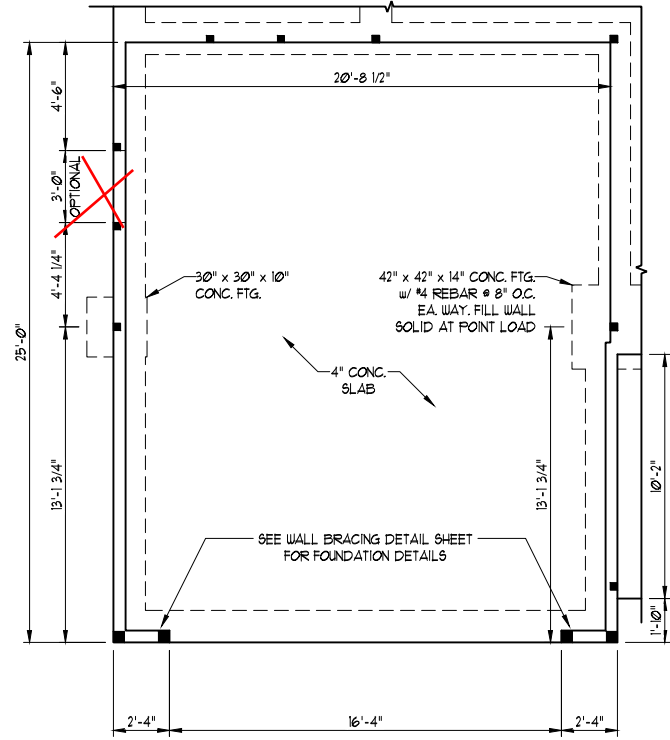 20'-8 1/2"
4'-6"
3'-0"
OPTIONAL
4'-4 1/4"
25'-0"
13'-1 3/4"
30" x 30" x 10"
CONC. FTG.
42" x 42" x 14" CONC. FTG.
w/ #4 REBAR @ 8" O.C.
EA. WAY. FILL WALL
SOLID AT POINT LOAD
4" CONC.
SLAB
13'-1 3/4"
10'-2"
1'-10"
SEE WALL BRACING DETAIL SHEET
FOR FOUNDATION DETAILS
2'-4"
16'-4"
2'-4"